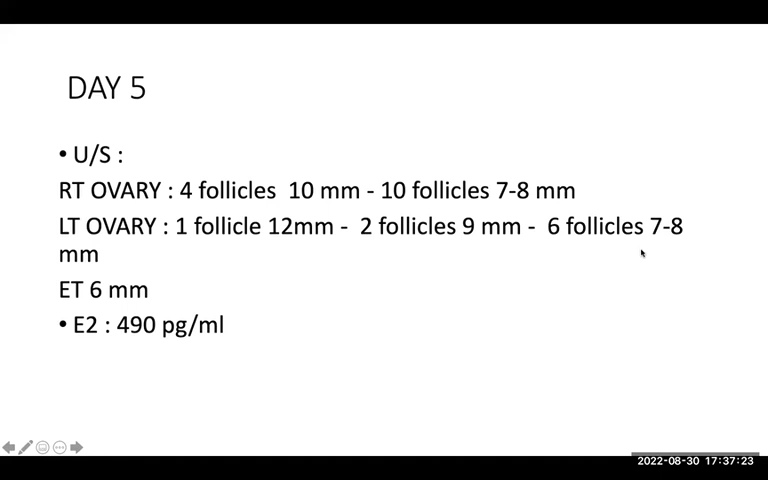 DAY 5
• U/S :
RT OVARY : 4 follicles  10 mm - 10 follicles 7-8 mm
LT OVARY : 1 follicle 12mm -  2 follicles 9 mm -  6 follicles 7-8
mm
ET 6 mm
• E2 : 490 pg/ml
2022-08-30 17:37:23